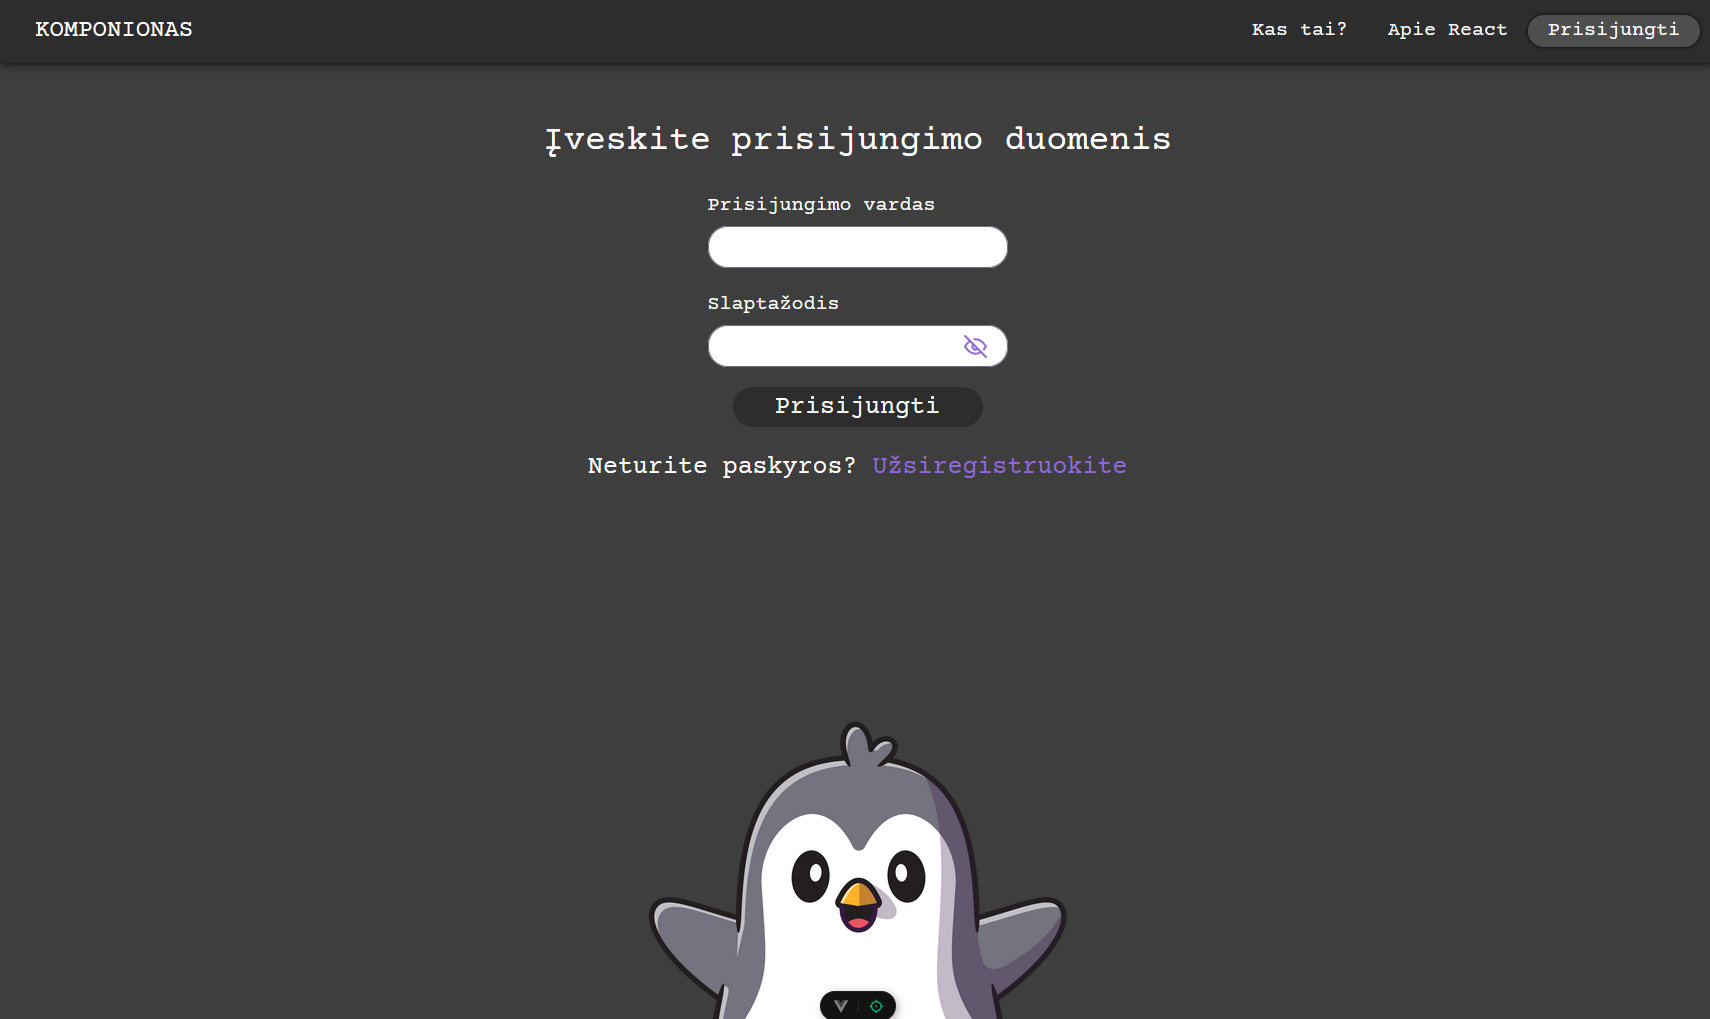 KOMPONIONAS
Kas tai? Apie React Prisijungti
Įveskite prisijungimo duomenis
Prisijungimo vardas
Slaptažodis
Prisijungti
Neturite paskyros? Užsiregistruokite